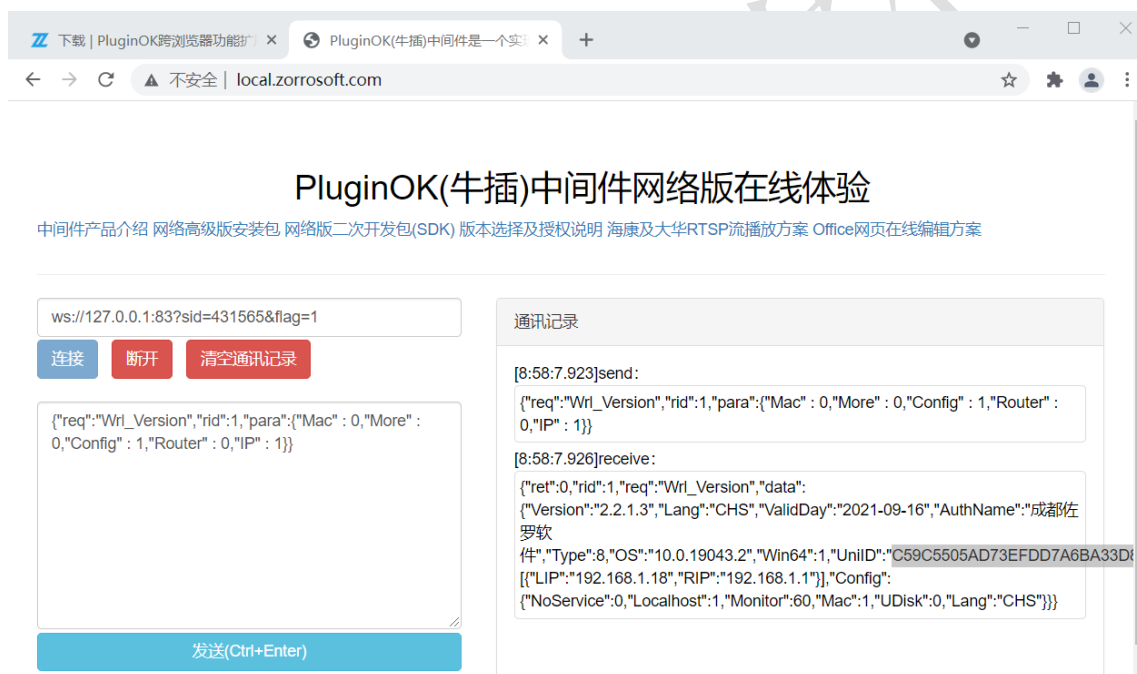 下载 | PluginOK跨浏览器功能扩
PluginOK(牛插)中间件是一个实
不安全 | local.zorrosoft.com
PluginOK(牛插)中间件网络版在线体验
中间件产品介绍 网络高级版安装包 网络版二次开发包(SDK) 版本选择及授权说明 海康及大华RTSP流播放方案 Office网页在线编辑方案
ws://127.0.0.1:83?sid=431565&flag=1
连接 断开 清空通讯记录
{"req":"Wrl_Version","rid":1,"para":{"Mac" : 0,"More" :
0,"Config" : 1,"Router" : 0,"IP" : 1}}
发送(Ctrl+Enter)
通讯记录
[8:58:7.923]send：
{"req":"Wrl_Version","rid":1,"para":{"Mac" : 0,"More" : 0,"Config" : 1,"Router" :
0,"IP" : 1}}
[8:58:7.926]receive：
{"ret":0,"rid":1,"req":"Wrl_Version","data":
{"Version":"2.2.1.3","Lang":"CHS","ValidDay":"2021-09-16","AuthName":"成都佐
罗软
件","Type":8,"OS":"10.0.19043.2","Win64":1,"UniID":"C59C5505AD73EFDD7A6BA33D8
[{"LIP":"192.168.1.18","RIP":"192.168.1.1"}],"Config":
{"NoService":0,"Localhost":1,"Monitor":60,"Mac":1,"UDisk":0,"Lang":"CHS"}}}